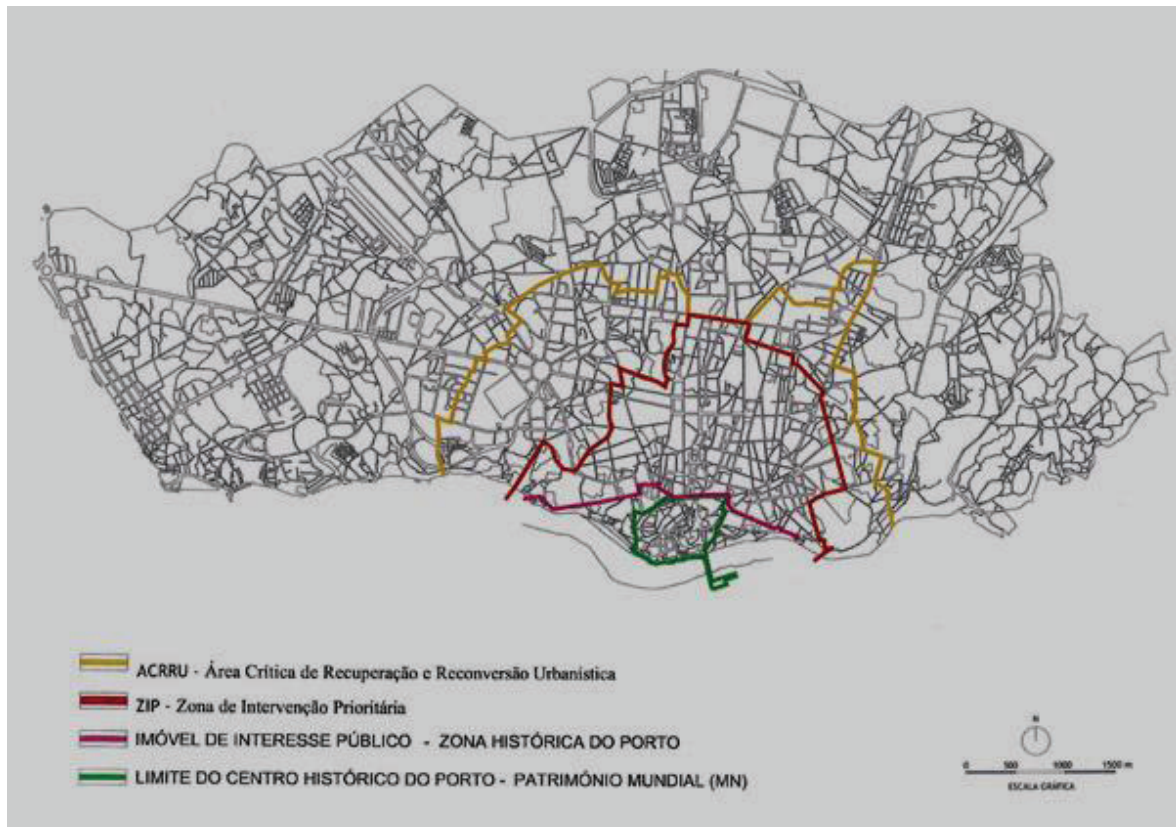 ACRRU - Área Crítica de Recuperação e Reconversão Urbanística
ZIP - Zona de Intervenção Prioritária
IMÓVEL DE INTERESSE PÚBLICO - ZONA HISTÓRICA DO PORTO
LIMITE DO CENTRO HISTÓRICO DO PORTO - PATRIMÓNIO MUNDIAL (MN)
N
0 500 1000 1500 m
ESCALA GRÁFICA